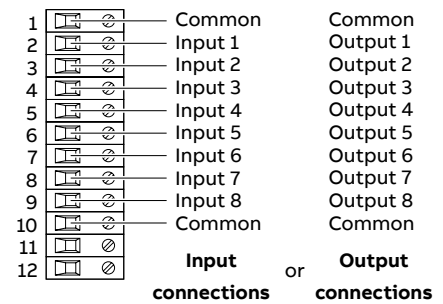 1 Common Common
2 Input 1 Output 1
3 Input 2 Output 2
4 Input 3 Output 3
5 Input 4 Output 4
6 Input 5 Output 5
7 Input 6 Output 6
8 Input 7 Output 7
9 Input 8 Output 8
10 Common Common
11
12
Input or Output
connections connections